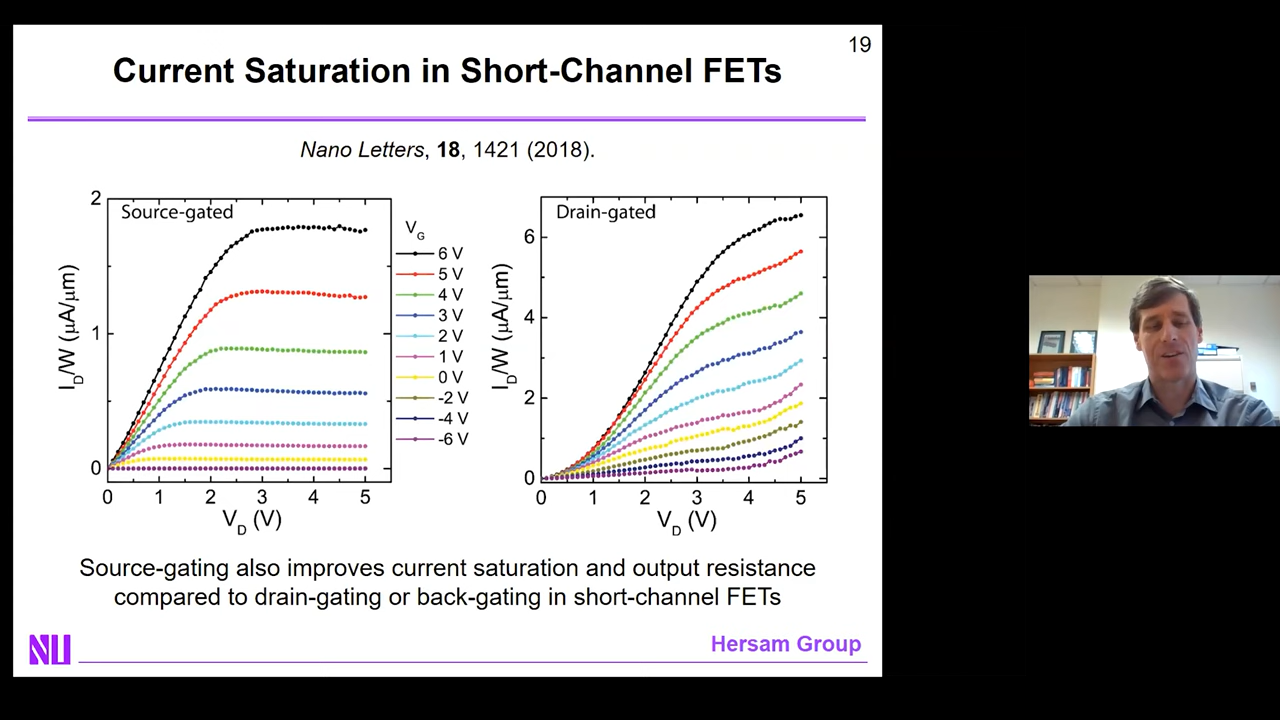 19
Current Saturation in Short-Channel FETs
Nano Letters, 18, 1421 (2018).
Source-gated
2
1
0
I_D/W (μA/μm)
0 1 2 3 4 5
V_D (V)
V_G
6 V
5 V
4 V
3 V
2 V
1 V
0 V
-2 V
-4 V
-6 V
Drain-gated
6
4
2
0
I_D/W (μA/μm)
0 1 2 3 4 5
V_D (V)
Source-gating also improves current saturation and output resistance
compared to drain-gating or back-gating in short-channel FETs
NU
Hersam Group